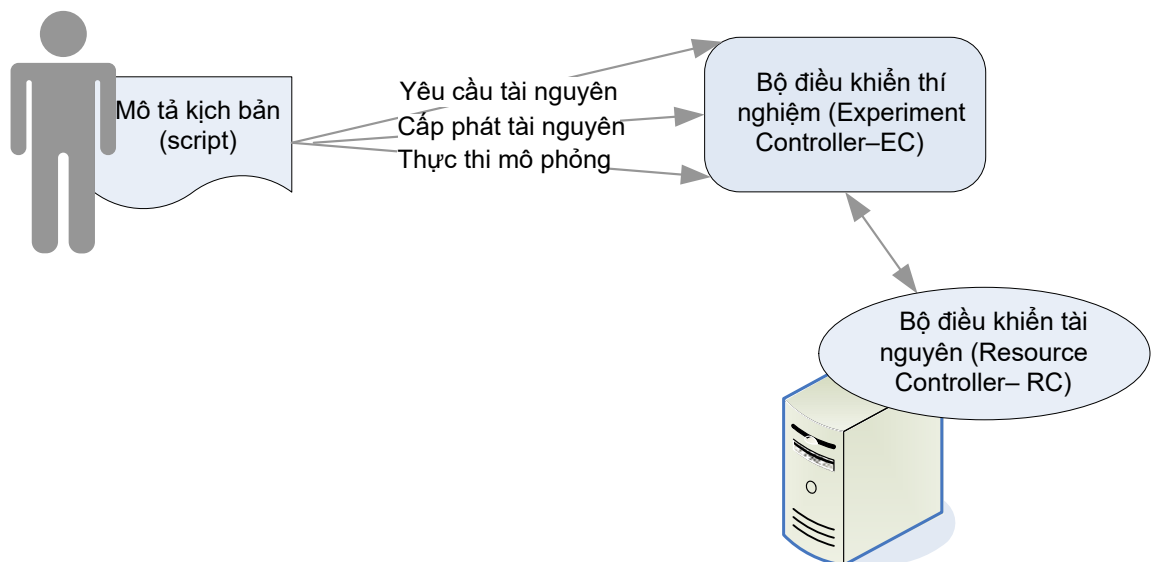 Mô tả kịch bản
(script)
Yêu cầu tài nguyên
Cấp phát tài nguyên
Thực thi mô phỏng
Bộ điều khiển thí
nghiệm (Experiment
Controller–EC)
Bộ điều khiển tài
nguyên (Resource
Controller– RC)